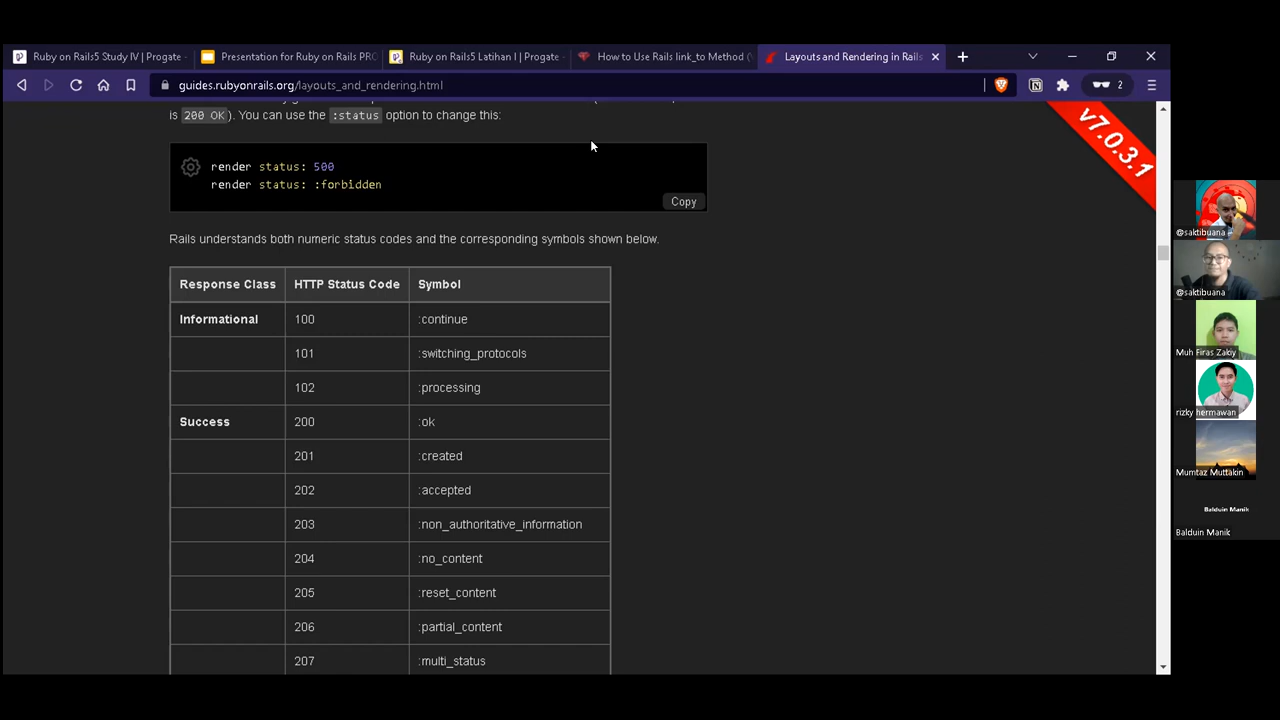 Ruby on Rails5 Study IV | Progate
Presentation for Ruby on Rails PRO
Ruby on Rails5 Latihan I | Progate
How to Use Rails link_to Method (
Layouts and Rendering in Rails
guides.rubyonrails.org/layouts_and_rendering.html
2
is 200 OK). You can use the :status option to change this:
v7.0.3.1
render status: 500
render status: :forbidden
Copy
Rails understands both numeric status codes and the corresponding symbols shown below.
Response Class HTTP Status Code Symbol
Informational 100 :continue
101 :switching_protocols
102 :processing
Success 200 :ok
201 :created
202 :accepted
203 :non_authoritative_information
204 :no_content
205 :reset_content
206 :partial_content
207 :multi_status
@saktibuana
@saktibuana
Muh Firas Zakiy
rizky hermawan
Mumtaz Muttakin
Balduin Manik
Balduin Manik